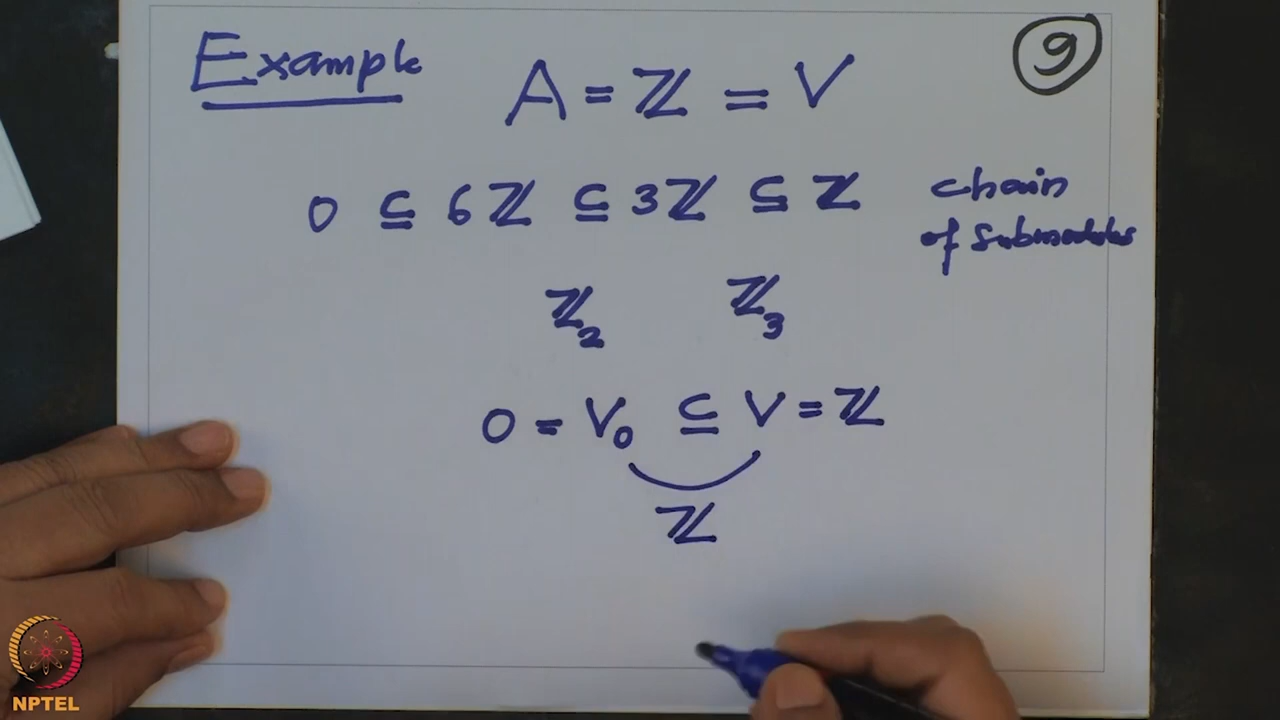 Example A = ℤ = V
9
0 ⊆ 6ℤ ⊆ 3ℤ ⊆ ℤ chain
of submodules
ℤ₂ ℤ₃
0 = V₀ ⊆ V = ℤ
ℤ
NPTEL